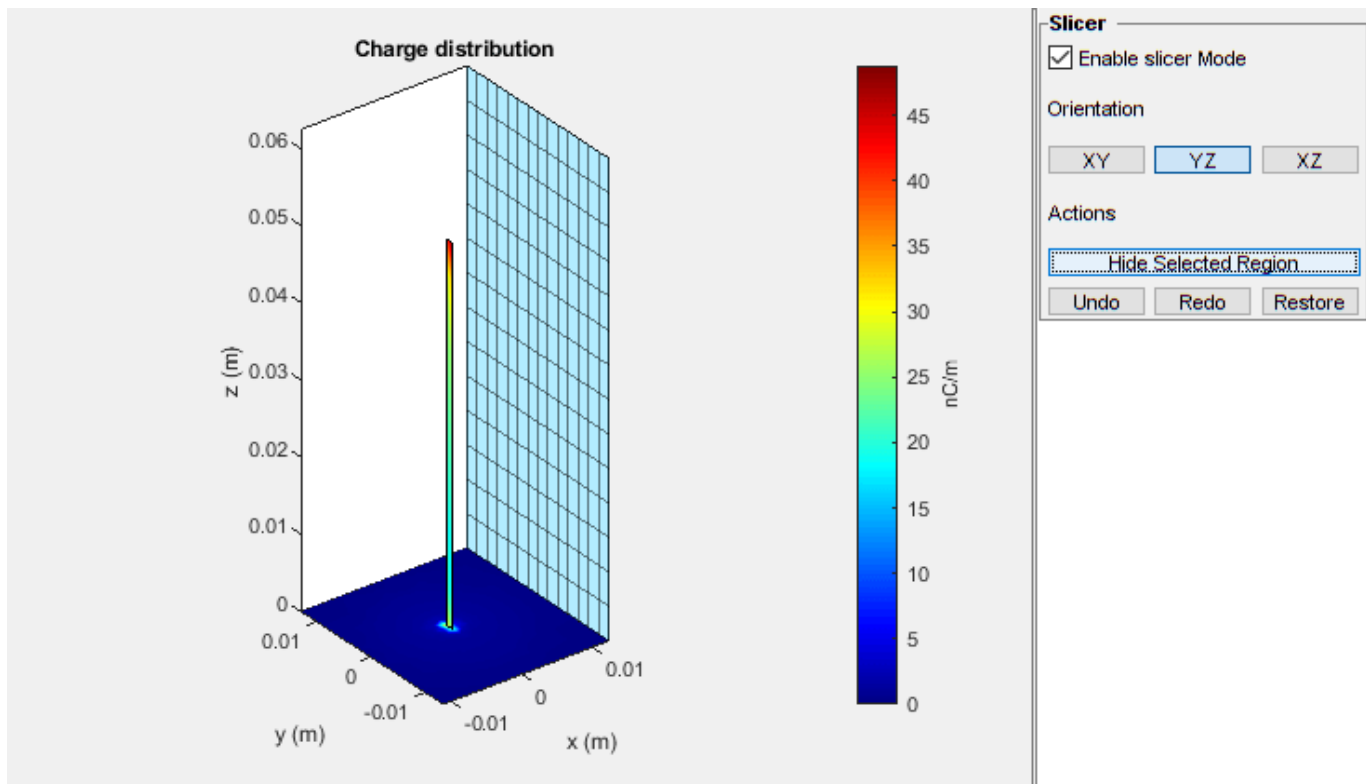 Charge distribution
0.06
0.05
0.04
0.03
0.02
0.01
0
z (m)
0.01
0
-0.01
y (m)
-0.01
0
0.01
x (m)
45
40
35
30
25
20
15
10
5
0
nC/m
Slicer
Enable slicer Mode
Orientation
XY YZ XZ
Actions
Hide Selected Region
Undo Redo Restore